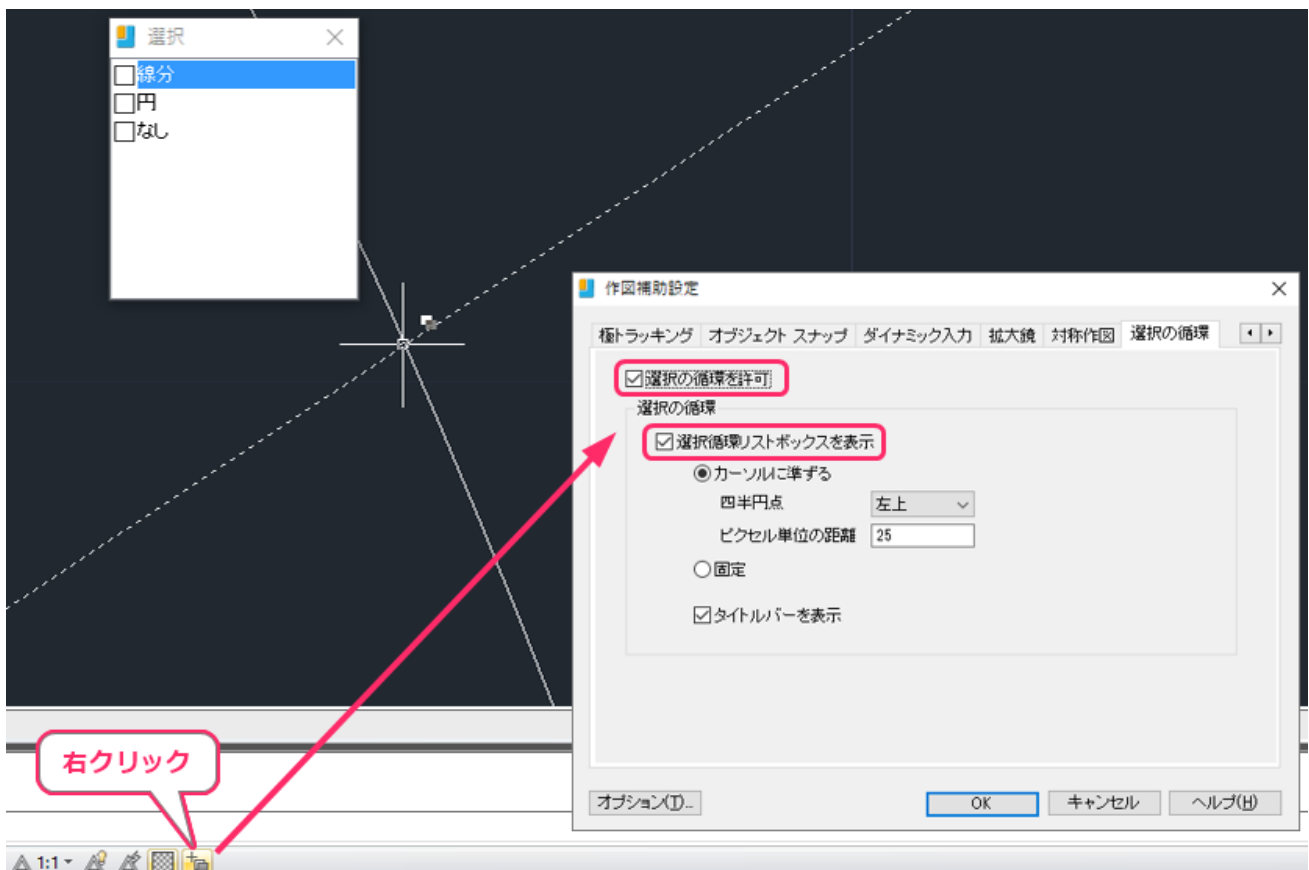 選択
線分
円
なし
作図補助設定
極トラッキング オブジェクト スナップ ダイナミック入力 拡大鏡 対称作図 選択の循環
選択の循環を許可
選択の循環
選択循環リストボックスを表示
カーソルに準ずる
四半円点 左上
ピクセル単位の距離 25
固定
タイトルバーを表示
オプション(T)...
OK キャンセル ヘルプ(H)
右クリック
1:1